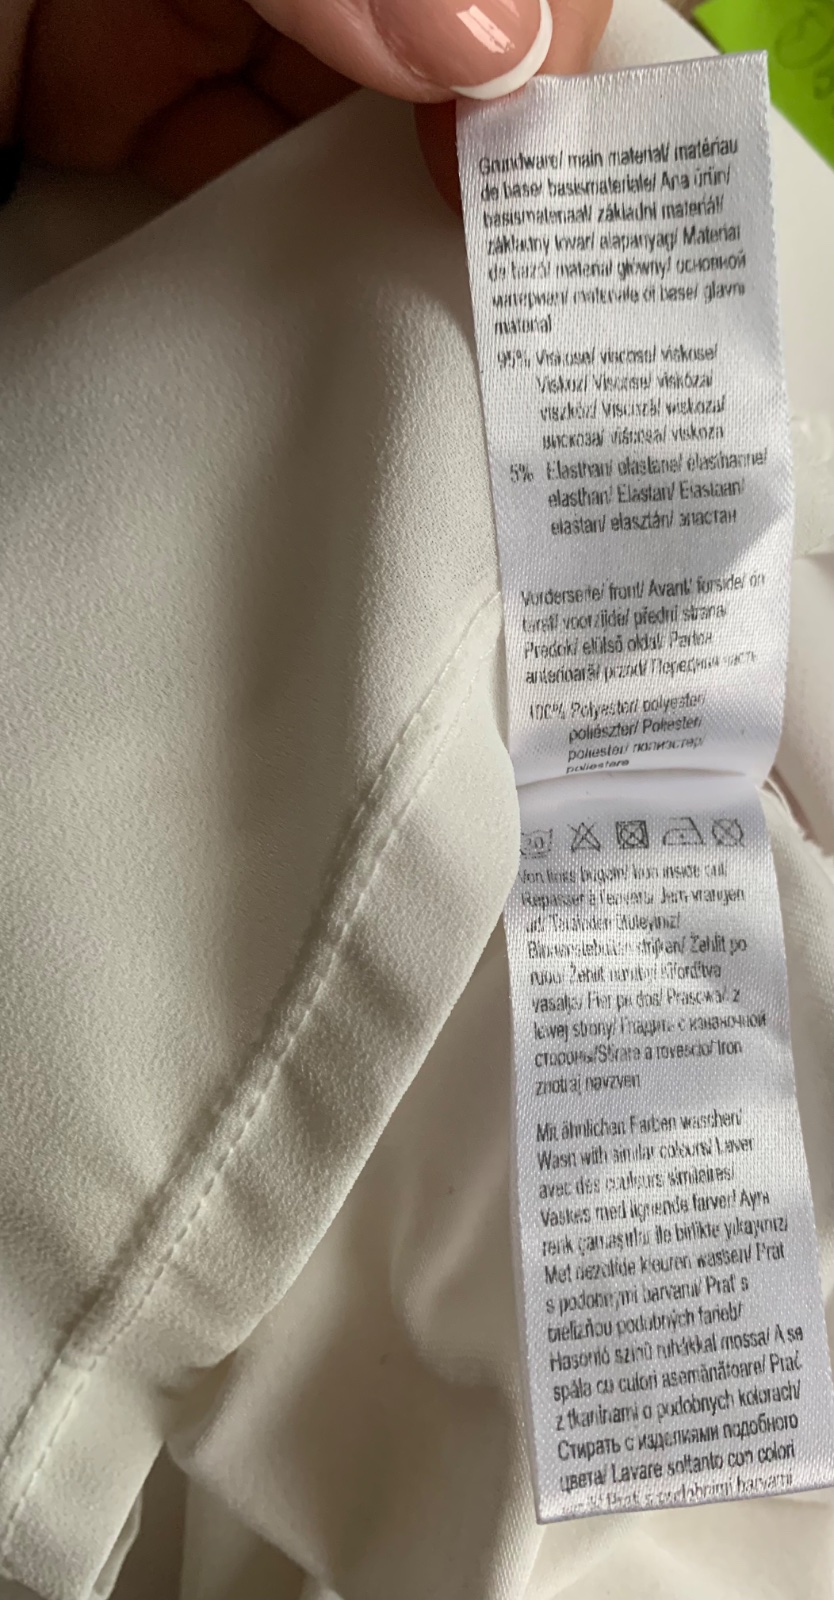 Grundware/ main material/ matériau
de base/ basismateriale/ Ana ürün/
basismateriaal/ základní materiál/
základný tovar/ alapanyag/ Material
de bază/ materiał główny/ основной
материал/ materiale di base/ glavni
material
95% Viskose/ viscose/ viskose/
Viskoz/ Viscose/ viskóza/
viszkóz/ Viscoză/ wiskoza/
вискоза/ viscosa/ viskoza
5% Elasthan/ elastane/ élasthanne/
elasthan/ Elastan/ Elastaan/
elastan/ elasztán/ эластан
Vorderseite/ front/ Avant/ forside/ ön
taraf/ voorzijde/ přední strana
Predok/ elülső oldal/ Partea
anterioară/ przod/ Передняя часть
100% Polyester/ polyester/
poliészter/ Poliester/
poliester/ полиэстер/
poliestere
30
Von links bügeln/ Iron inside out/
Repasser à l'envers/ Jern vrangen
ud/ Tersinden ütüleyiniz/
Binnenstebuiten strijken/ Žehlit po
rubu/ Žehliť naruby/ Kifordítva
vasalja/ Fier pe dos/ Prasować z
lewej strony/ Гладить с изнаночной
стороны/Stirare a rovescio/ Iron
znotraj navzven
Mit ähnlichen Farben waschen/
Wash with similar colours/ Laver
avec des couleurs similaires/
Vaskes med lignende farver/ Aynı
renk çamaşırlar ile birlikte yıkayınız/
Met dezelfde kleuren wassen/ Prát
s podobnými barvami/ Prať s
bielizňou podobných farieb/
Hasonló színű ruhákkal mossa/ A se
spăla cu culori asemănătoare/ Prać
z tkaninami o podobnych kolorach/
Стирать с изделиями подобного
цвета/ Lavare soltanto con colori
Prati s podobnimi barvami